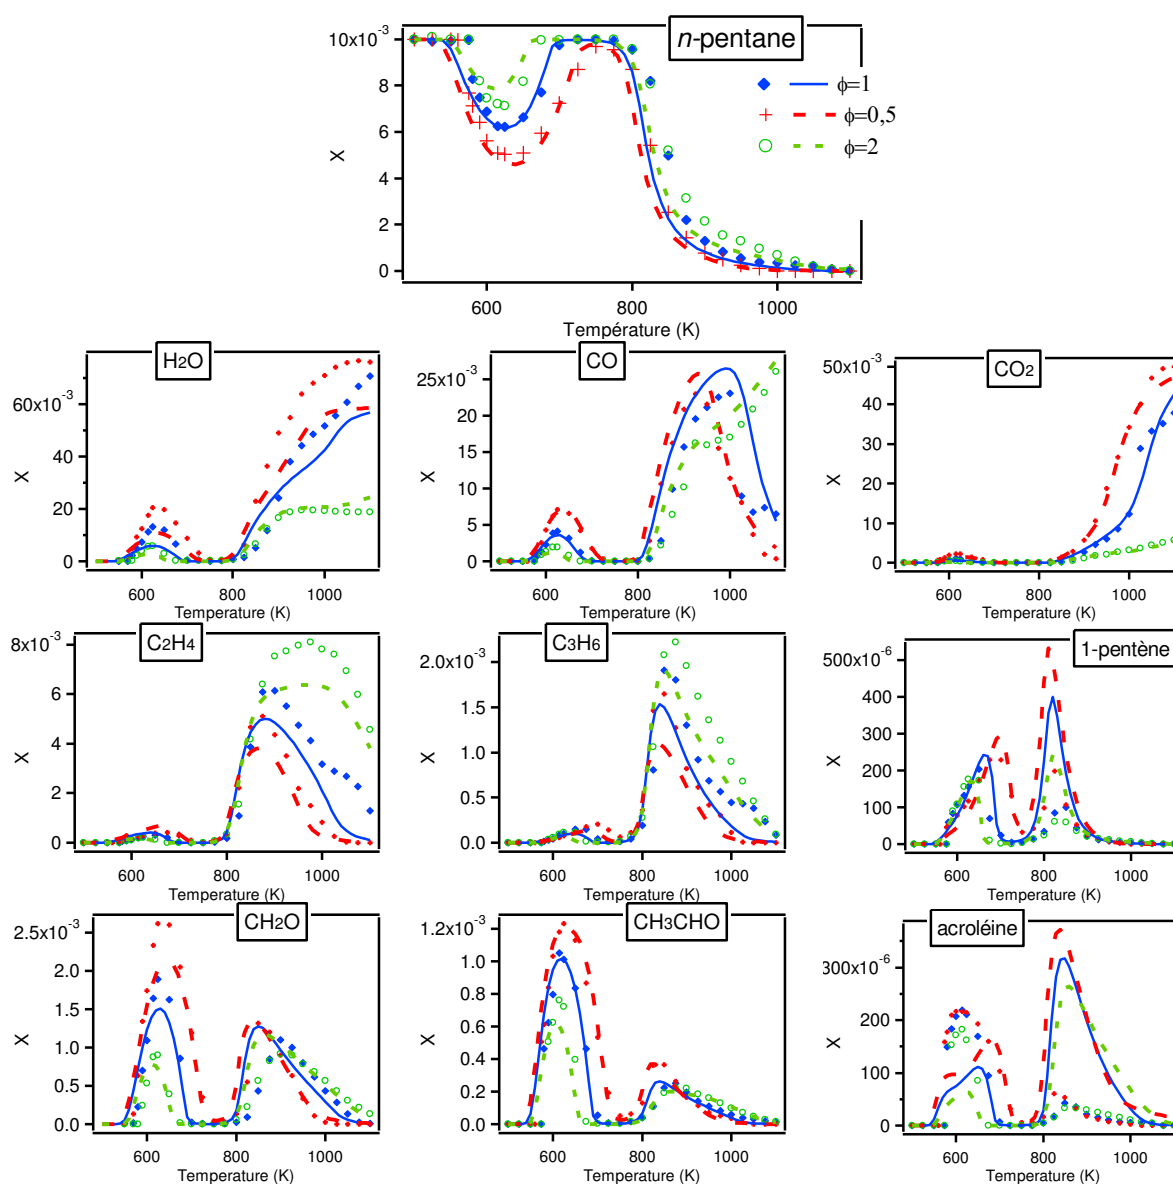 n-pentane
10x10-3
8
6
4
2
0
X
ϕ=1
ϕ=0,5
ϕ=2
600 800 1000
Température (K)
H2O
60x10-3
40
20
0
X
600 800 1000
Temperature (K)
CO
25x10-3
20
15
10
5
0
X
600 800 1000
Temperature (K)
CO2
50x10-3
40
30
20
10
0
X
600 800 1000
Temperature (K)
C2H4
8x10-3
6
4
2
0
X
600 800 1000
Temperature (K)
C3H6
2.0x10-3
1.5
1.0
0.5
0.0
X
600 800 1000
Temperature (K)
1-pentène
500x10-6
400
300
200
100
0
X
600 800 1000
Temperature (K)
CH2O
2.5x10-3
2.0
1.5
1.0
0.5
0.0
X
600 800 1000
Temperature (K)
CH3CHO
1.2x10-3
1.0
0.8
0.6
0.4
0.2
0.0
X
600 800 1000
Temperature (K)
acroléine
300x10-6
200
100
0
X
600 800 1000
Temperature (K)